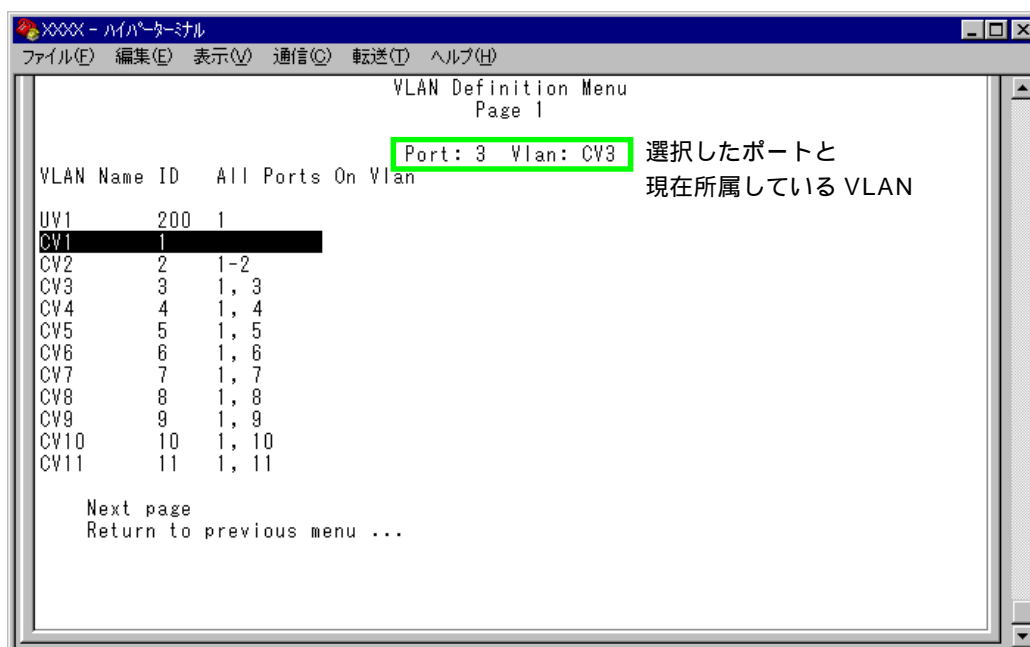 XXXX - ハイパーターミナル
ファイル(F) 編集(E) 表示(V) 通信(C) 転送(T) ヘルプ(H)
VLAN Definition Menu
Page 1
Port: 3 Vlan: CV3
選択したポートと
現在所属している VLAN
VLAN Name ID All Ports On Vlan
UV1 200 1
CV1 1
CV2 2 1-2
CV3 3 1, 3
CV4 4 1, 4
CV5 5 1, 5
CV6 6 1, 6
CV7 7 1, 7
CV8 8 1, 8
CV9 9 1, 9
CV10 10 1, 10
CV11 11 1, 11
Next page
Return to previous menu ...